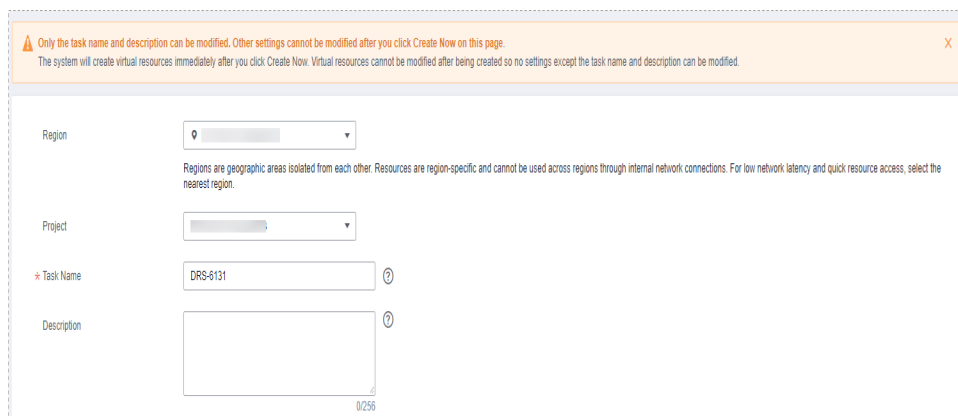 Only the task name and description can be modified. Other settings cannot be modified after you click Create Now on this page.
The system will create virtual resources immediately after you click Create Now. Virtual resources cannot be modified after being created so no settings except the task name and description can be modified.
Region
Regions are geographic areas isolated from each other. Resources are region-specific and cannot be used across regions through internal network connections. For low network latency and quick resource access, select the
nearest region.
Project
* Task Name
DRS-6131
Description
0/256